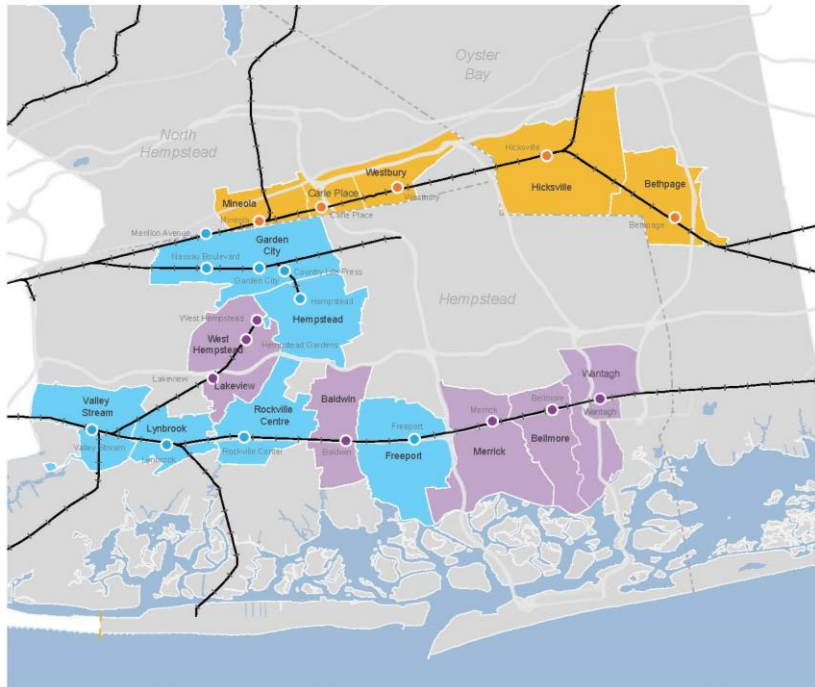 Oyster
Bay
North
Hempstead
Hicksville
Westbury
Carle Place
Mineola
Westbury
Hicksville
Bethpage
Mineola
Carle Place
Bethpage
Merillon Avenue
Garden
City
Nassau Boulevard
Country Life Press
Garden City
Hempstead
Hempstead
West Hempstead
Hempstead
West
Hempstead
Hempstead Gardens
Lakeview
Lakeview
Wantagh
Valley
Stream
Rockville
Centre
Baldwin
Merrick
Bellmore
Wantagh
Lynbrook
Freeport
Bellmore
Valley Stream
Lynbrook
Rockville Center
Baldwin
Freeport
Merrick